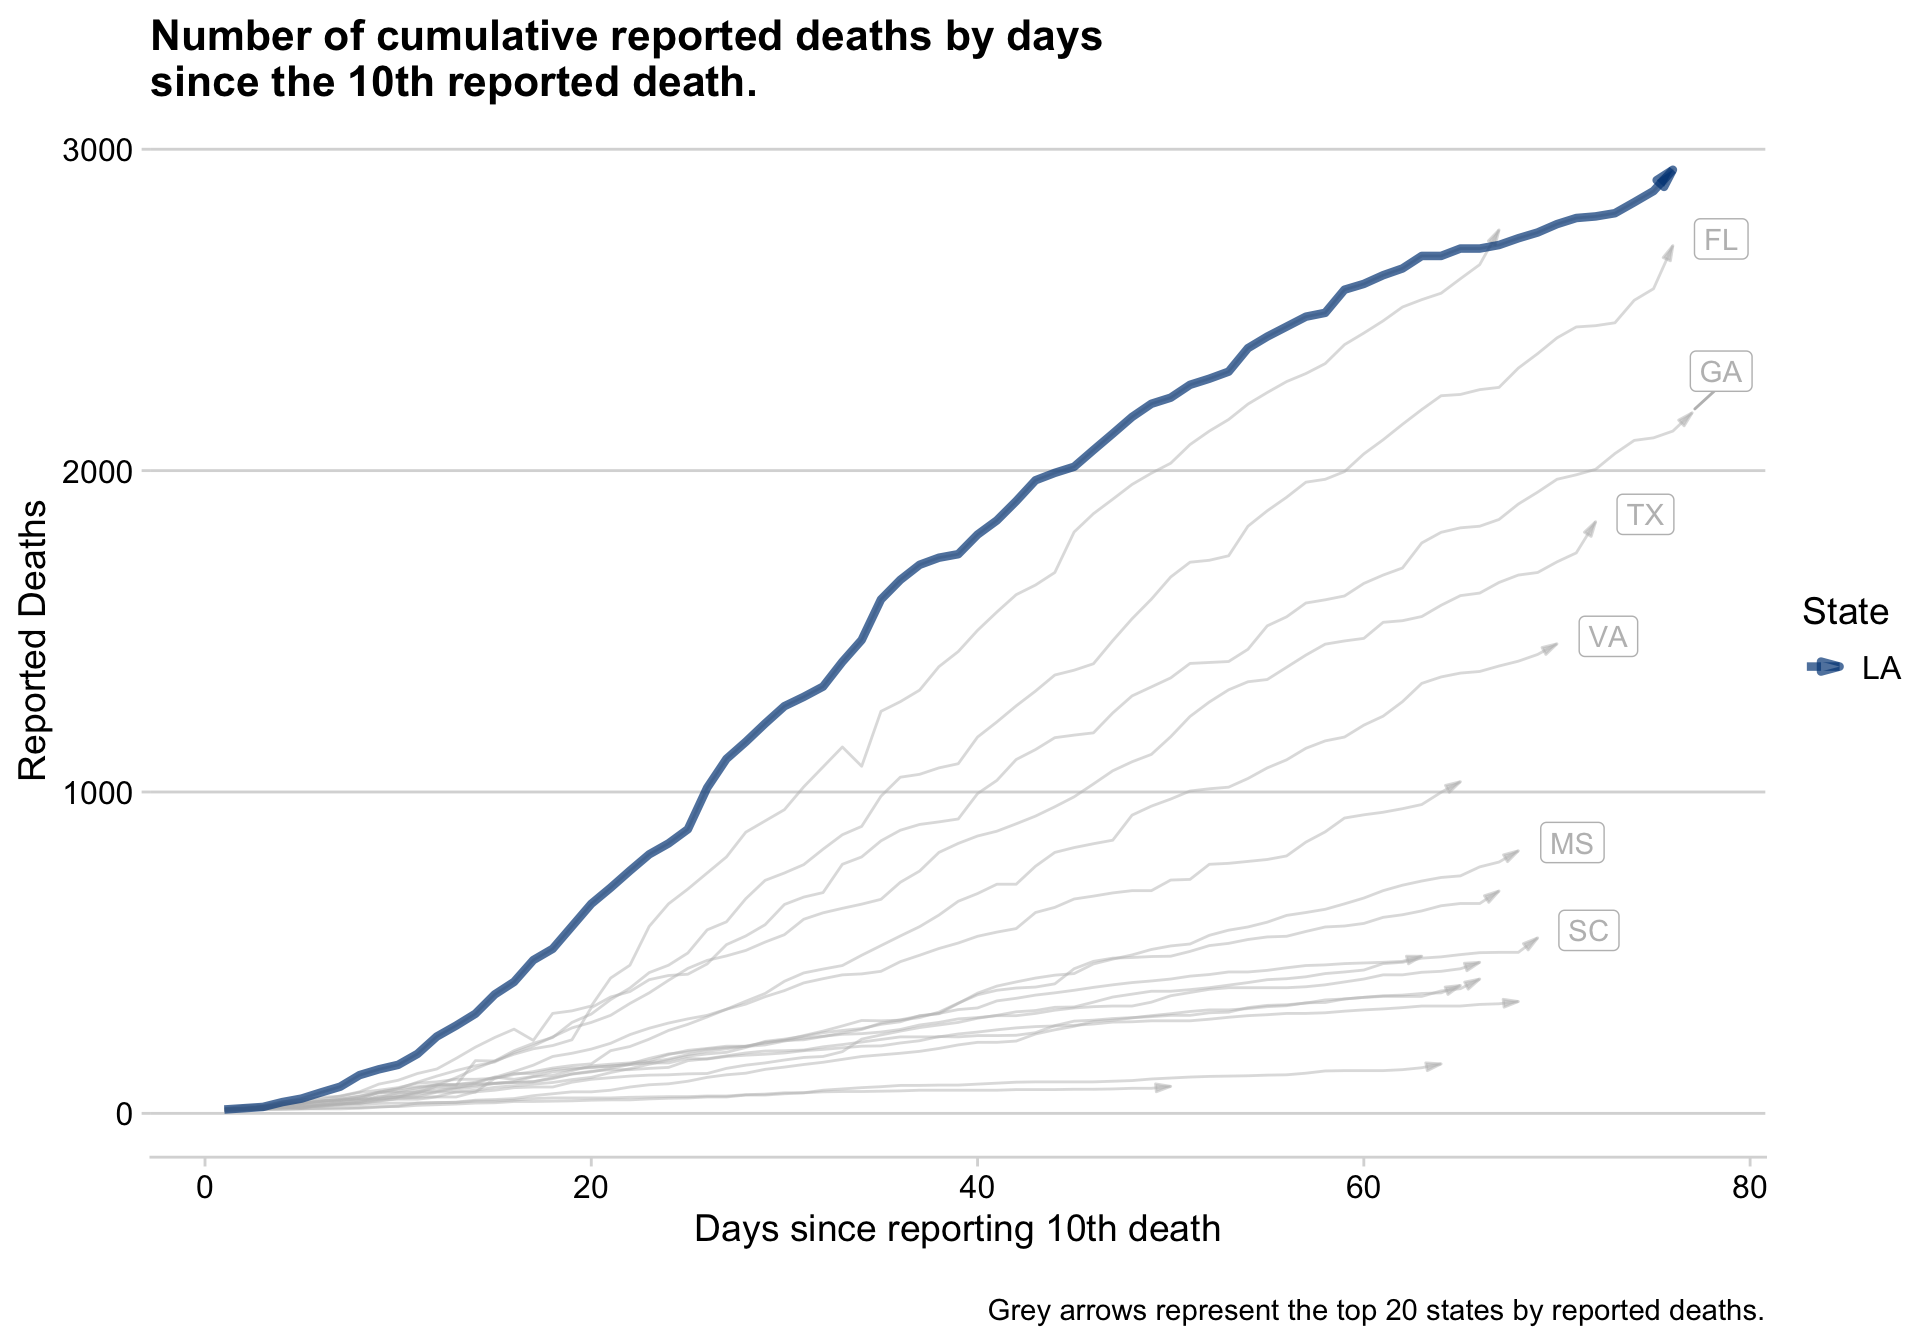 Number of cumulative reported deaths by days
since the 10th reported death.
3000
2000
1000
0
Reported Deaths
FL
GA
TX
VA
MS
SC
State
LA
0 20 40 60 80
Days since reporting 10th death
Grey arrows represent the top 20 states by reported deaths.